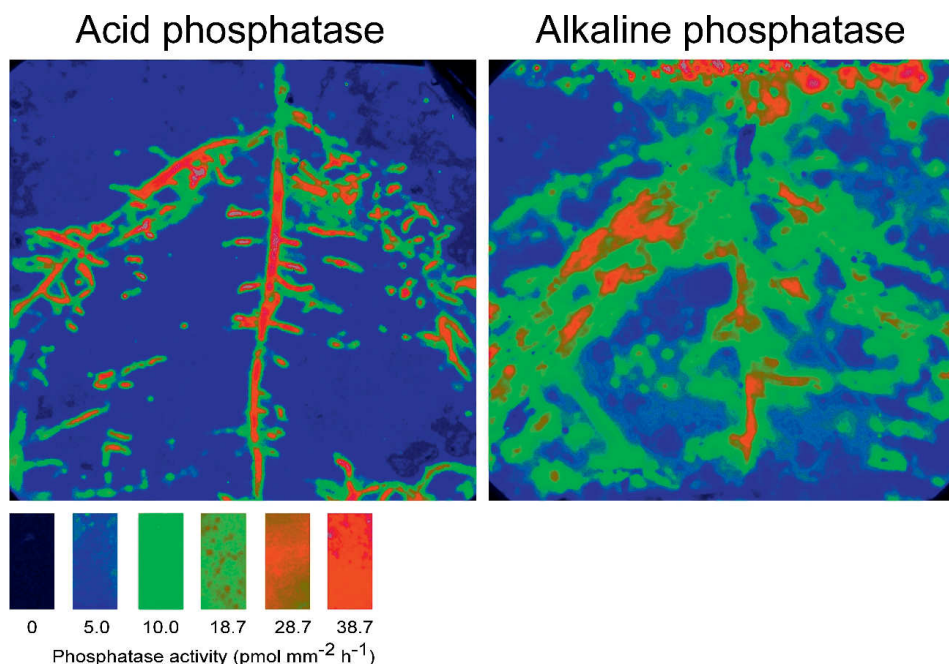 Acid phosphatase
Alkaline phosphatase
0 5.0 10.0 18.7 28.7 38.7
Phosphatase activity (pmol mm⁻² h⁻¹)